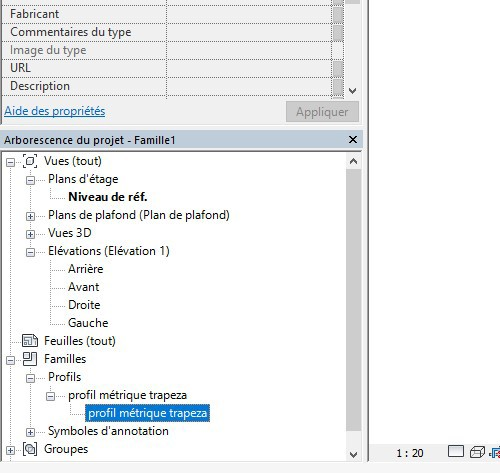 Fabricant
Commentaires du type
Image du type
URL
Description
Aide des propriétés
Appliquer
Arborescence du projet - Famille1
Vues (tout)
Plans d'étage
Niveau de réf.
Plans de plafond (Plan de plafond)
Vues 3D
Elévations (Elévation 1)
Arrière
Avant
Droite
Gauche
Feuilles (tout)
Familles
Profils
profil métrique trapeza
profil métrique trapeza
Symboles d'annotation
Groupes
1 : 20